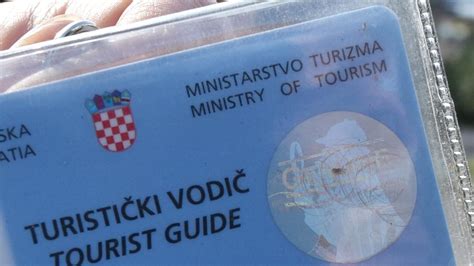 MINISTARSTVO TURIZMA
MINISTRY OF TOURISM
SKA
ATIA
TURISTIČKI VODIČ
TOURIST GUIDE